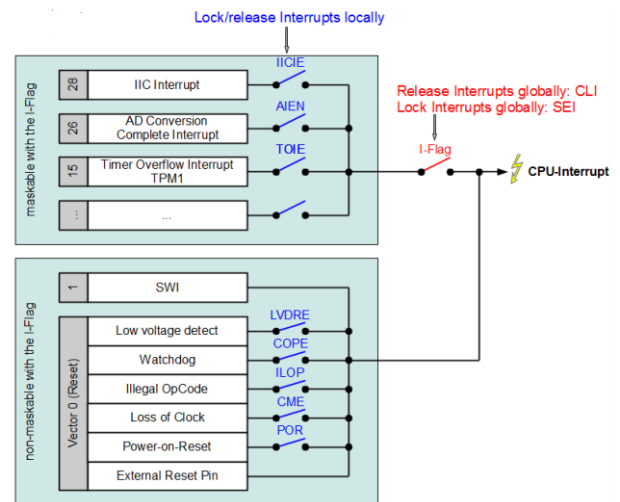 Lock/release Interrupts locally
maskable with the I-Flag
28
IIC Interrupt
IICIE
26
AD Conversion
Complete Interrupt
AIEN
15
Timer Overflow Interrupt
TPM1
TOIE
...
...
Release Interrupts globally: CLI
Lock Interrupts globally: SEI
I-Flag
CPU-Interrupt
non-maskable with the I-Flag
1
SWI
Vector 0 (Reset)
Low voltage detect
LVDRE
Watchdog
COPE
Illegal OpCode
ILOP
Loss of Clock
CME
Power-on-Reset
POR
External Reset Pin